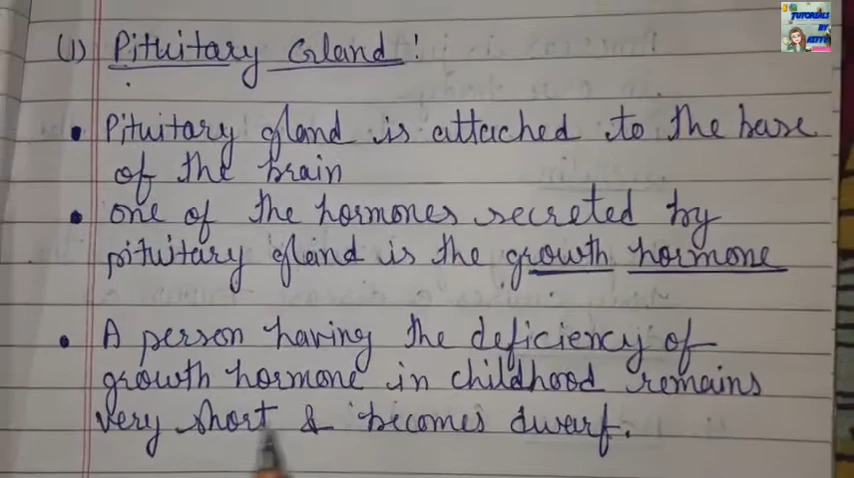 TUTORIALS
BY
(1) Pituitary Gland:
• Pituitary gland is attached to the base
of the brain
• one of the hormones secreted by
pituitary gland is the growth hormone
• A person having the deficiency of
growth hormone in childhood remains
very short & becomes dwarf.